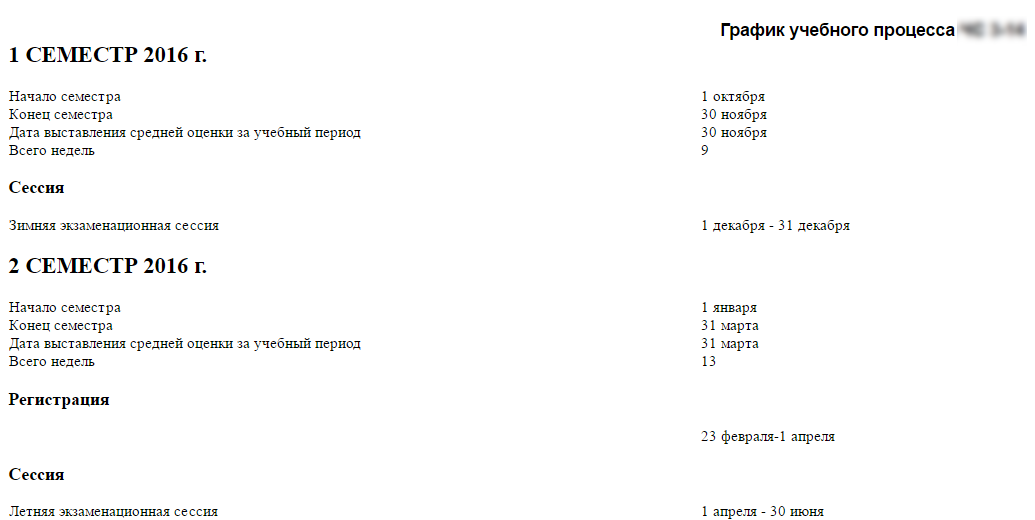 График учебного процесса
1 СЕМЕСТР 2016 г.
Начало семестра 1 октября
Конец семестра 30 ноября
Дата выставления средней оценки за учебный период 30 ноября
Всего недель 9
Сессия
Зимняя экзаменационная сессия 1 декабря - 31 декабря
2 СЕМЕСТР 2016 г.
Начало семестра 1 января
Конец семестра 31 марта
Дата выставления средней оценки за учебный период 31 марта
Всего недель 13
Регистрация
23 февраля-1 апреля
Сессия
Летняя экзаменационная сессия 1 апреля - 30 июня